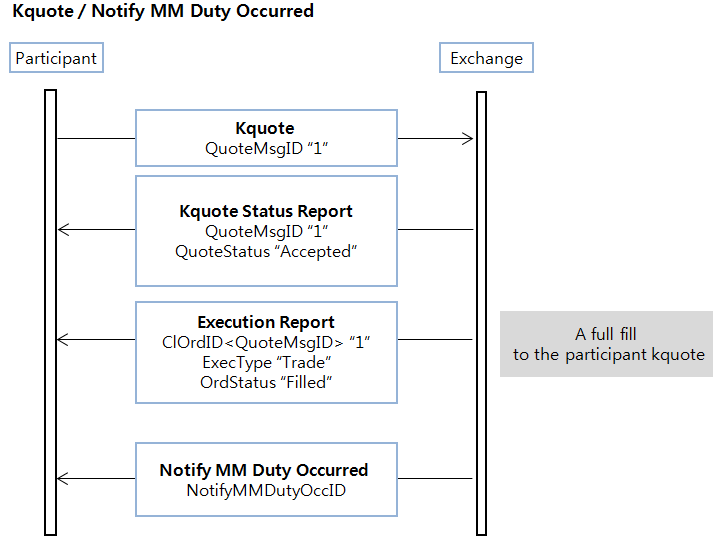 Kquote / Notify MM Duty Occurred
Participant
Exchange
Kquote
QuoteMsgID “1”
Kquote Status Report
QuoteMsgID “1”
QuoteStatus “Accepted”
Execution Report
ClOrdID<QuoteMsgID> “1”
ExecType “Trade”
OrdStatus “Filled”
A full fill
to the participant kquote
Notify MM Duty Occurred
NotifyMMDutyOccID